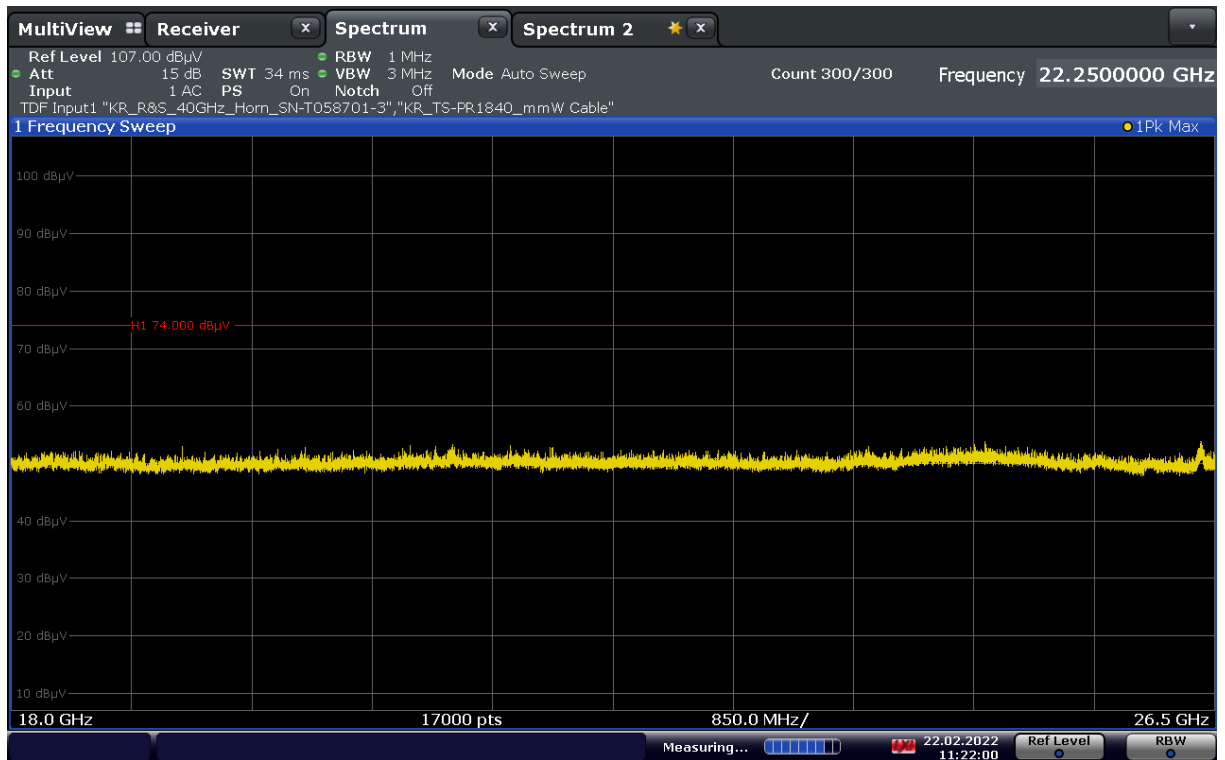 MultiView Receiver X Spectrum X Spectrum 2 X
Ref Level 107.00 dBµV RBW 1 MHz
Att 15 dB SWT 34 ms VBW 3 MHz Mode Auto Sweep Count 300/300 Frequency 22.2500000 GHz
Input 1 AC PS On Notch Off
TDF Input1 "KR_R&S_40GHz_Horn_SN-T058701-3","KR_TS-PR1840_mmW Cable"
1 Frequency Sweep 1Pk Max
100 dBµV
90 dBµV
80 dBµV
H1 74.000 dBµV
70 dBµV
60 dBµV
40 dBµV
30 dBµV
20 dBµV
10 dBµV
18.0 GHz 17000 pts 850.0 MHz/ 26.5 GHz
Measuring... 22.02.2022 Ref Level RBW
11:22:00